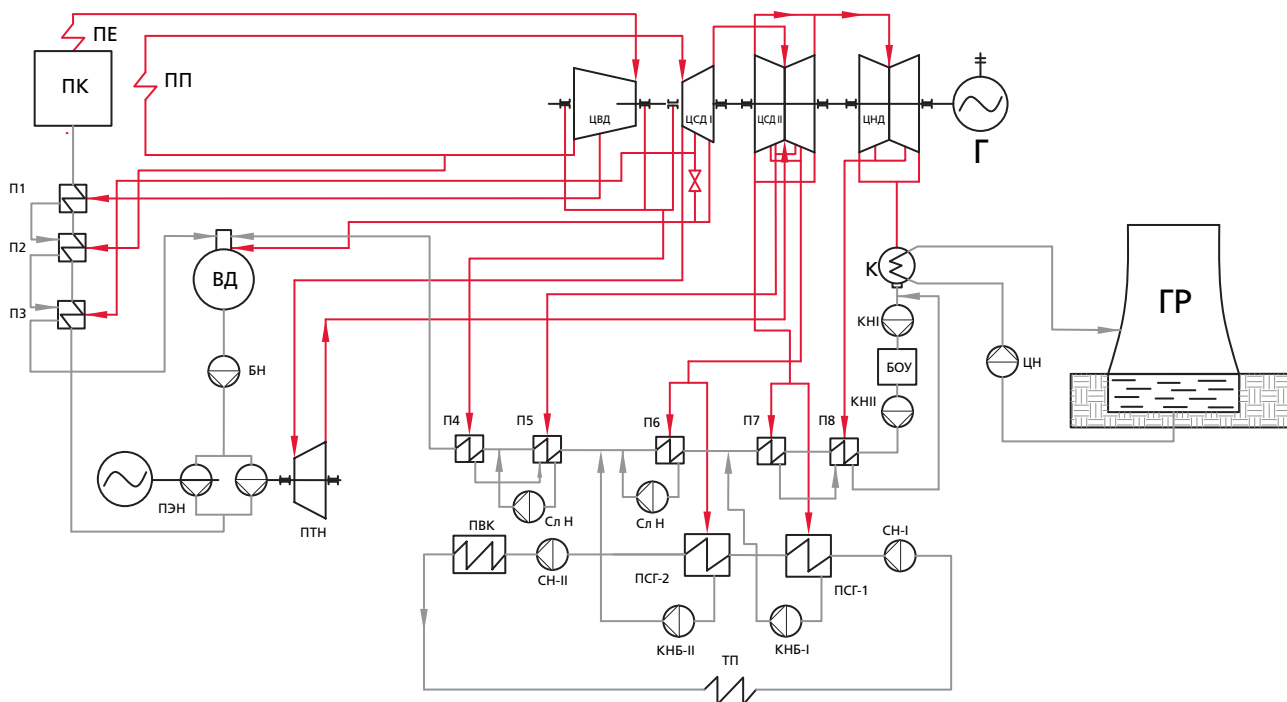 ПЕ
ПК
ПП
ЦВД
ЦСД I
ЦСД II
ЦНД
Г
П1
П2
П3
ВД
К
ГР
КНI
БОУ
КНII
ЦН
БН
П4
П5
П6
П7
П8
ПЭН
ПТН
Сл Н
Сл Н
ПВК
СН-II
ПСГ-2
ПСГ-1
СН-I
КНБ-II
КНБ-I
ТП